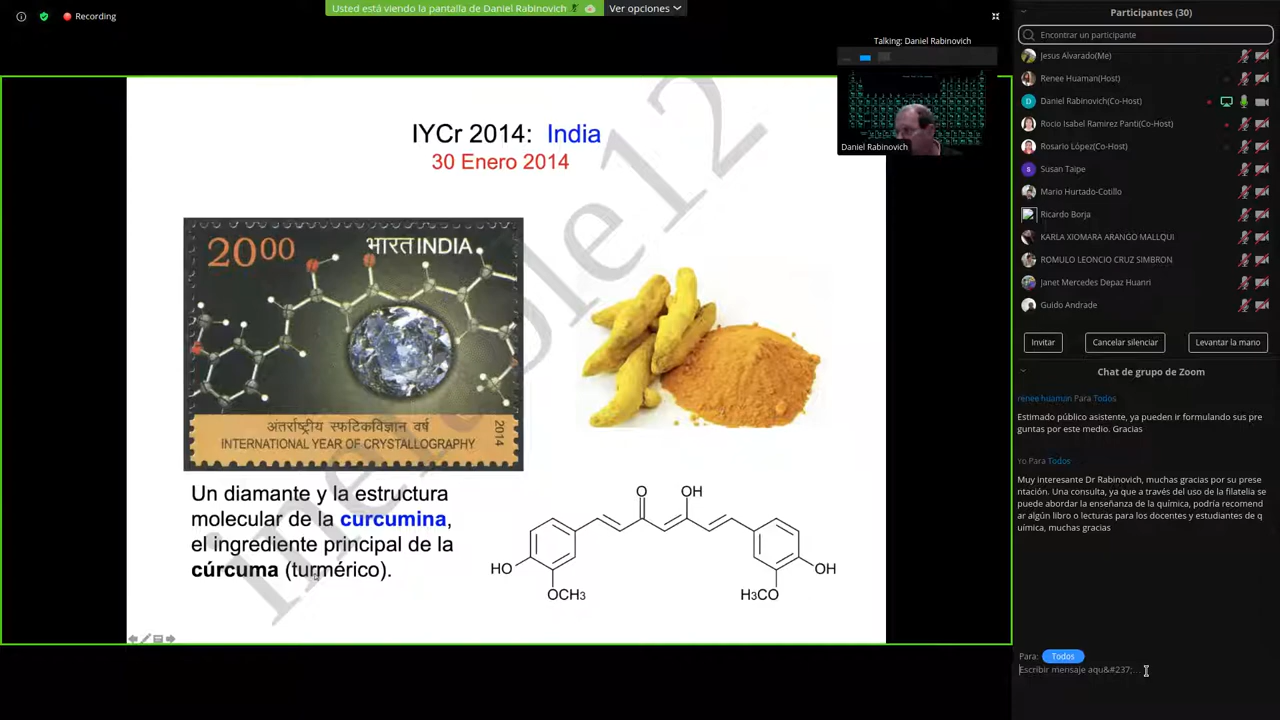 Recording
Usted está viendo la pantalla de Daniel Rabinovich
Ver opciones
Talking: Daniel Rabinovich
Daniel Rabinovich
IYCr 2014: India
30 Enero 2014
20.00
भारत INDIA
अंतर्राष्ट्रीय स्फटिकविज्ञान वर्ष
INTERNATIONAL YEAR OF CRYSTALLOGRAPHY
2014
Un diamante y la estructura
molecular de la curcumina,
el ingrediente principal de la
cúrcuma (turmérico).
O
OH
HO
OCH3
H3CO
OH
Participantes (30)
Encontrar un participante
Jesus Alvarado(Me)
Renee Huaman(Host)
D
Daniel Rabinovich(Co-Host)
Rocio Isabel Ramirez Panti(Co-Host)
Rosario López(Co-Host)
S
Susan Taipe
Mario Hurtado-Cotillo
Ricardo Borja
KARLA XIOMARA ARANGO MALLQUI
ROMULO LEONCIO CRUZ SIMBRON
Janet Mercedes Depaz Huanri
Guido Andrade
Invitar
Cancelar silenciar
Levantar la mano
Chat de grupo de Zoom
renee huaman Para Todos
Estimado público asistente, ya pueden ir formulando sus pre
guntas por este medio. Gracias
Yo Para Todos
Muy interesante Dr Rabinovich, muchas gracias por su prese
ntación. Una consulta, ya que a través del uso de la filatelia se
puede abordar la enseñanza de la química, podría recomend
ar algún libro o lecturas para los docentes y estudiantes de q
uímica, muchas gracias
Para:
Todos
Escribir mensaje aqu&#237;...